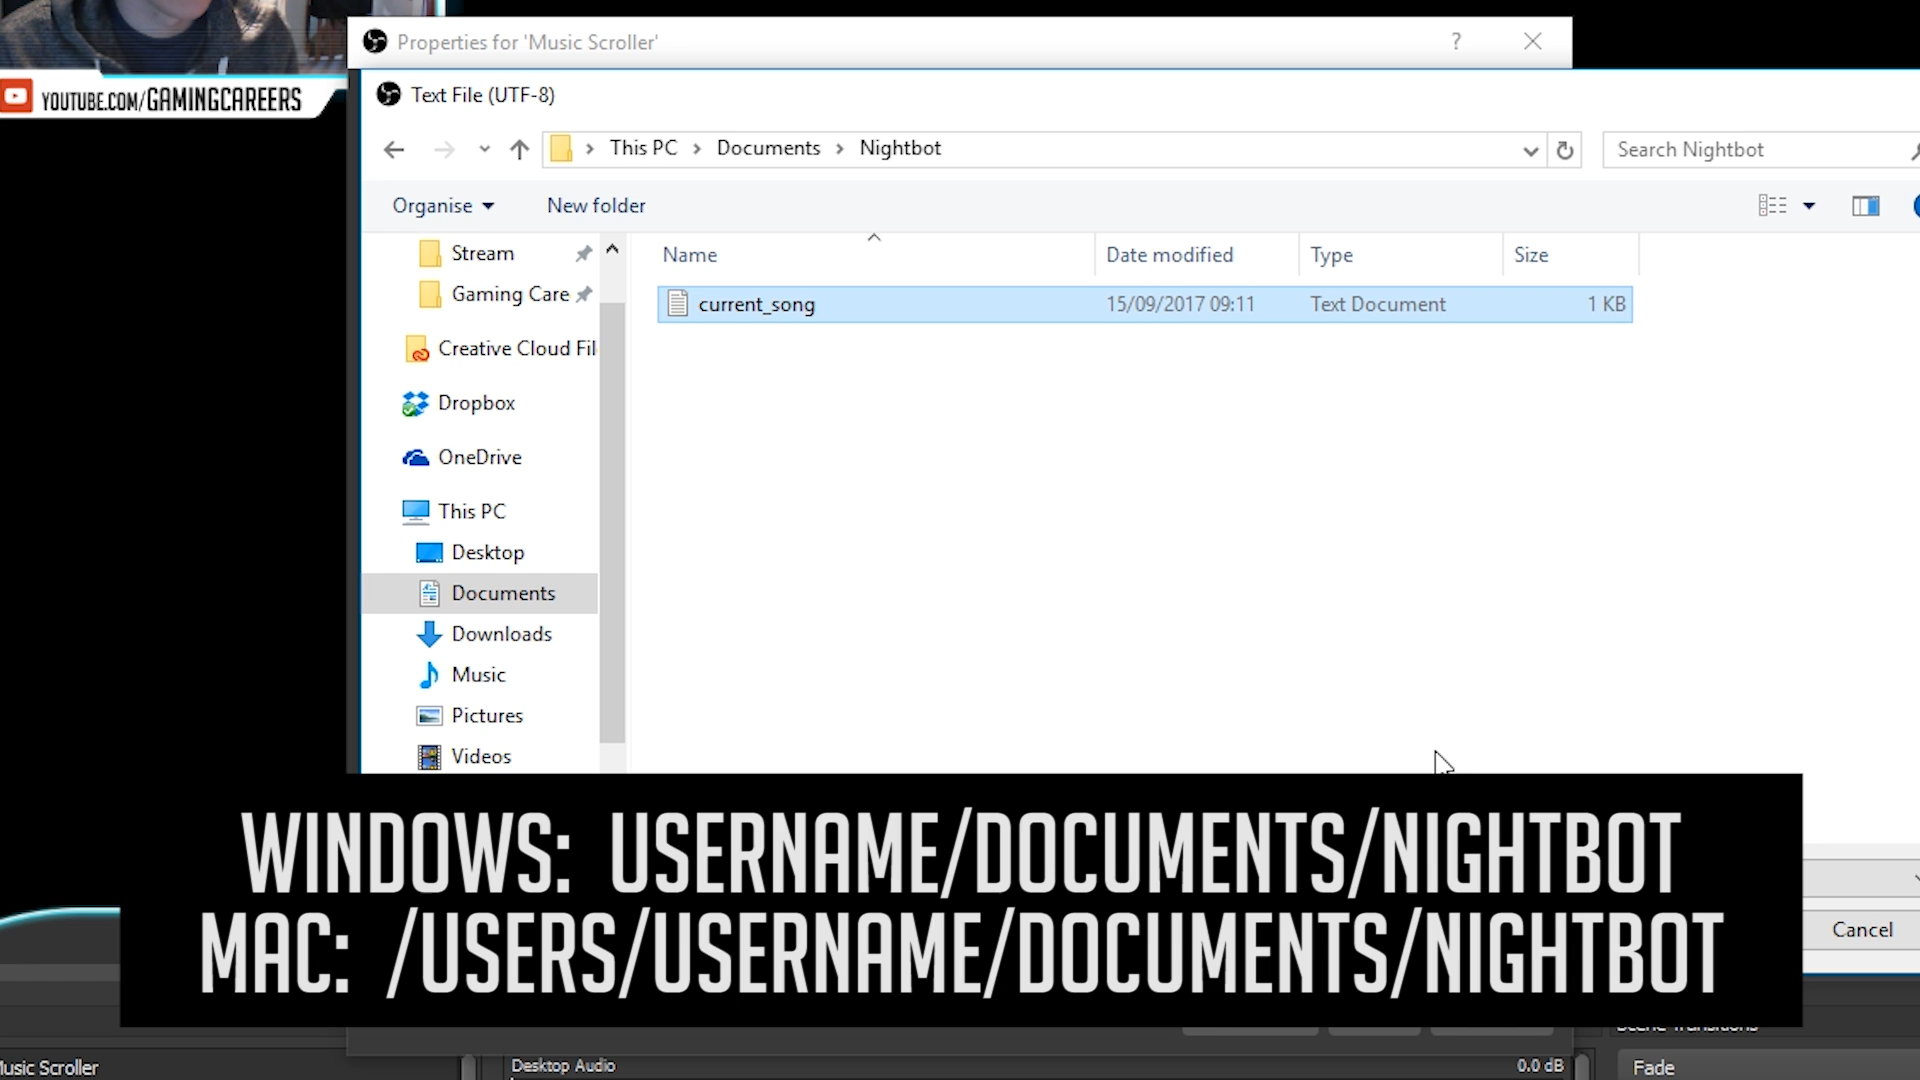 Properties for 'Music Scroller'
?
YOUTUBE.COM/GAMINGCAREERS
Text File (UTF-8)
This PC > Documents > Nightbot
Search Nightbot
Organise
New folder
Name
Date modified
Type
Size
current_song
15/09/2017 09:11
Text Document
1 KB
Stream
Gaming Care
Creative Cloud Fil
Dropbox
OneDrive
This PC
Desktop
Documents
Downloads
Music
Pictures
Videos
WINDOWS: USERNAME/DOCUMENTS/NIGHTBOT
MAC: /USERS/USERNAME/DOCUMENTS/NIGHTBOT
Cancel
Scene Transitions
Music Scroller
Desktop Audio
0.0 dB
Fade